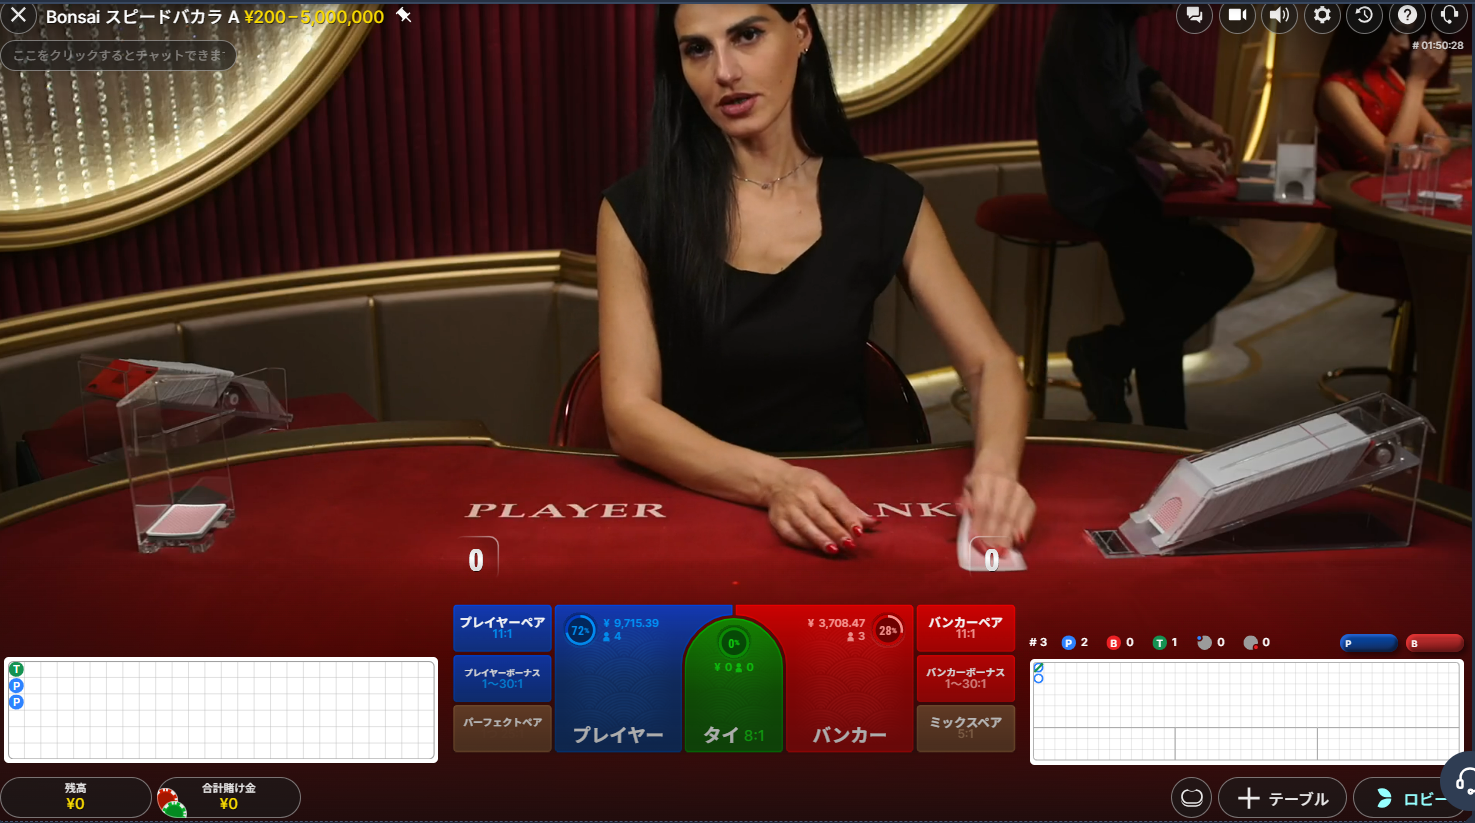 Bonsai スピードバカラ A ¥200–5,000,000
ここをクリックするとチャットできま
# 01:50:28
PLAYER
NK
0
0
プレイヤーペア
11:1
プレイヤーボーナス
1〜30:1
パーフェクトペア
72%
¥ 9,715.39
4
プレイヤー
0%
¥ 0 0
タイ 8:1
¥ 3,708.47
3
28%
バンカー
バンカーペア
11:1
バンカーボーナス
1〜30:1
ミックスペア
5:1
# 3 P 2 B 0 T 1 0 0
P
B
T
P
P
残高
¥0
合計賭け金
¥0
テーブル
ロビー